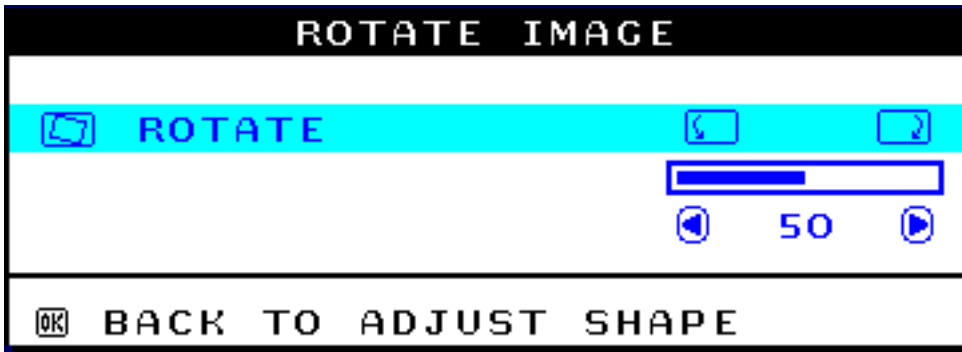 ROTATE IMAGE
ROTATE
50
OK BACK TO ADJUST SHAPE